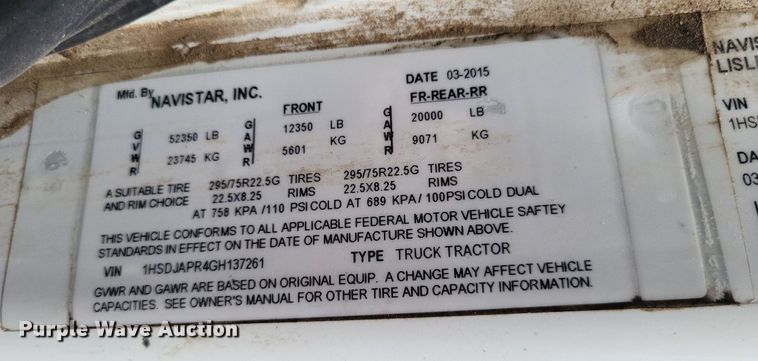 Mfd. By NAVISTAR, INC. DATE 03-2015
FRONT FR-REAR-RR
GVWR 52350 LB GAWR 12350 LB GAWR 20000 LB
23745 KG 5601 KG 9071 KG
A SUITABLE TIRE 295/75R22.5G TIRES 295/75R22.5G TIRES
AND RIM CHOICE 22.5X8.25 RIMS 22.5X8.25 RIMS
AT 758 KPA /110 PSI COLD AT 689 KPA/ 100PSI COLD DUAL
THIS VEHICLE CONFORMS TO ALL APPLICABLE FEDERAL MOTOR VEHICLE SAFTEY
STANDARDS IN EFFECT ON THE DATE OF MANUFACTURE SHOWN ABOVE.
VIN 1HSDJAPR4GH137261 TYPE TRUCK TRACTOR
GVWR AND GAWR ARE BASED ON ORIGINAL EQUIP. A CHANGE MAY AFFECT VEHICLE
CAPACITIES. SEE OWNER'S MANUAL FOR OTHER TIRE AND CAPACITY INFORMATION.
NAVIS
LISL
VIN
1HS
DA
03
Purple Wave Auction